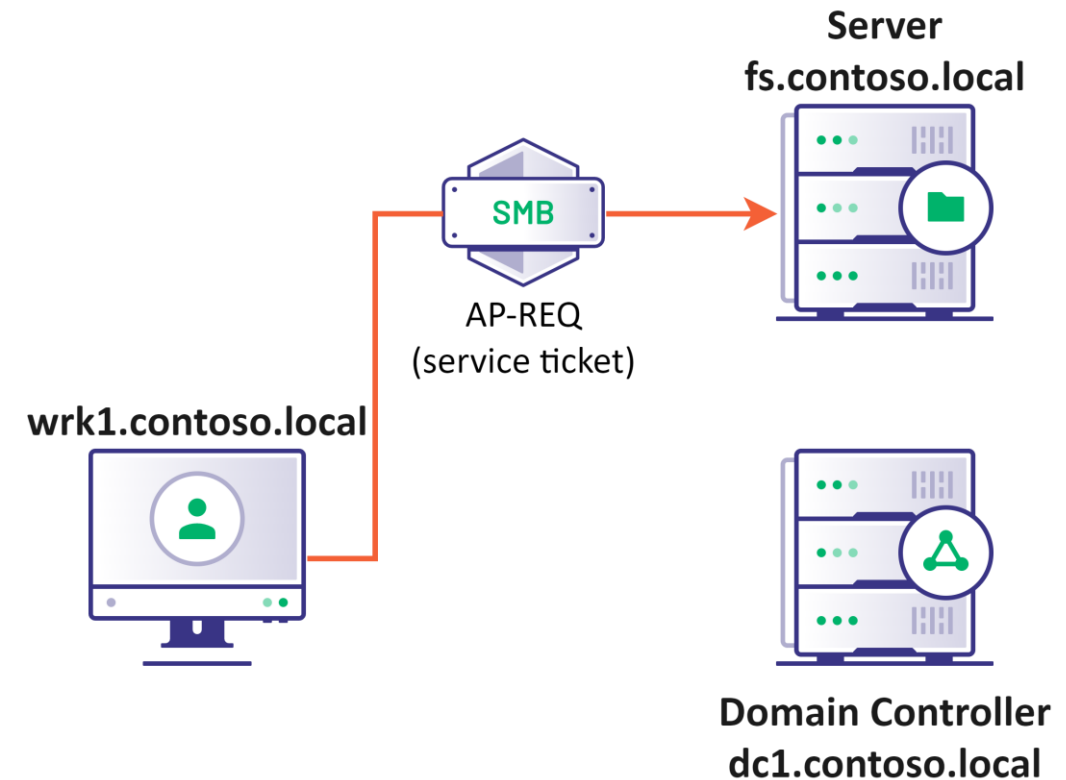 Server
fs.contoso.local
SMB
AP-REQ
(service ticket)
wrk1.contoso.local
Domain Controller
dc1.contoso.local